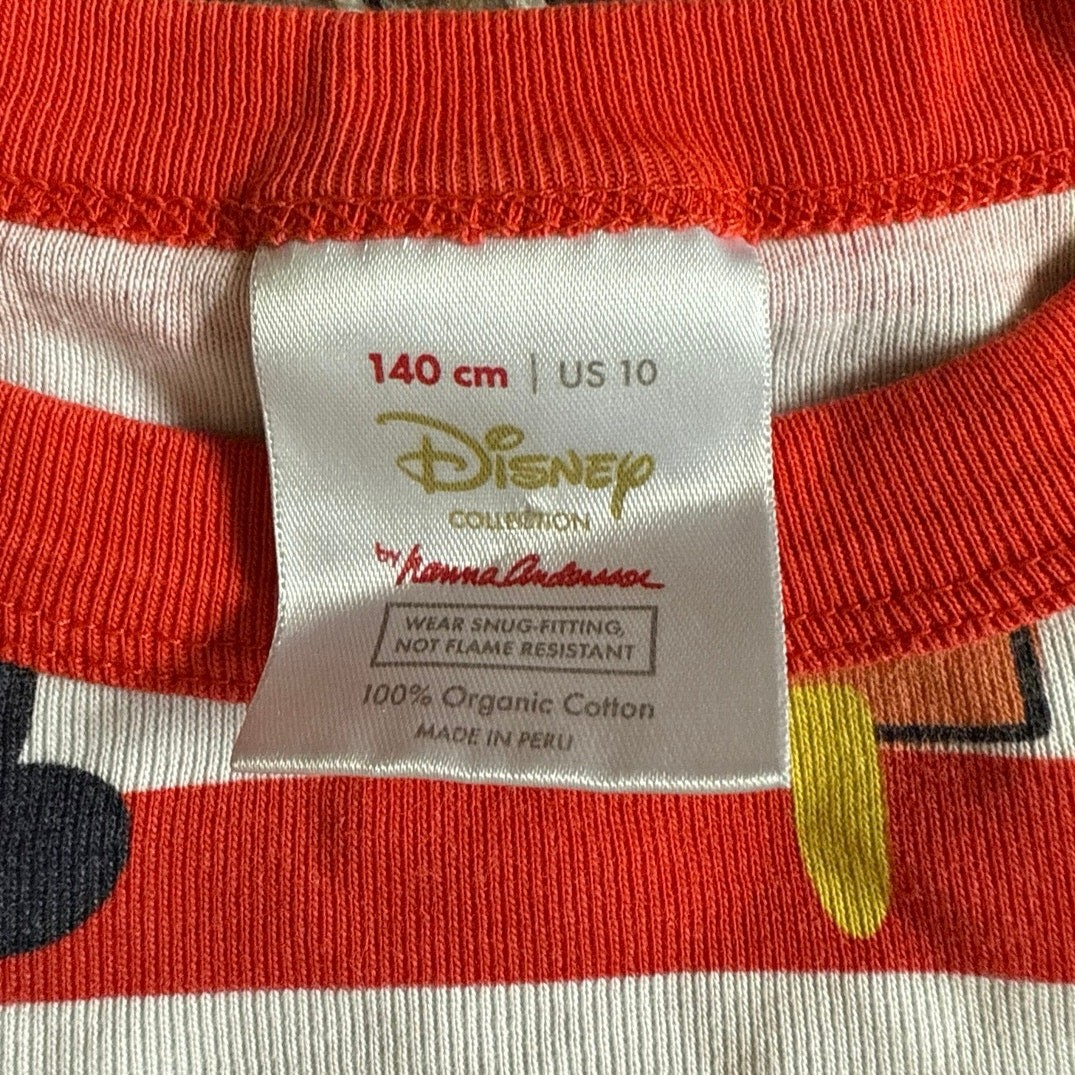 140 cm | US 10
Disney
COLLECTION
by hanna andersson
WEAR SNUG-FITTING,
NOT FLAME RESISTANT
100% Organic Cotton
MADE IN PERU